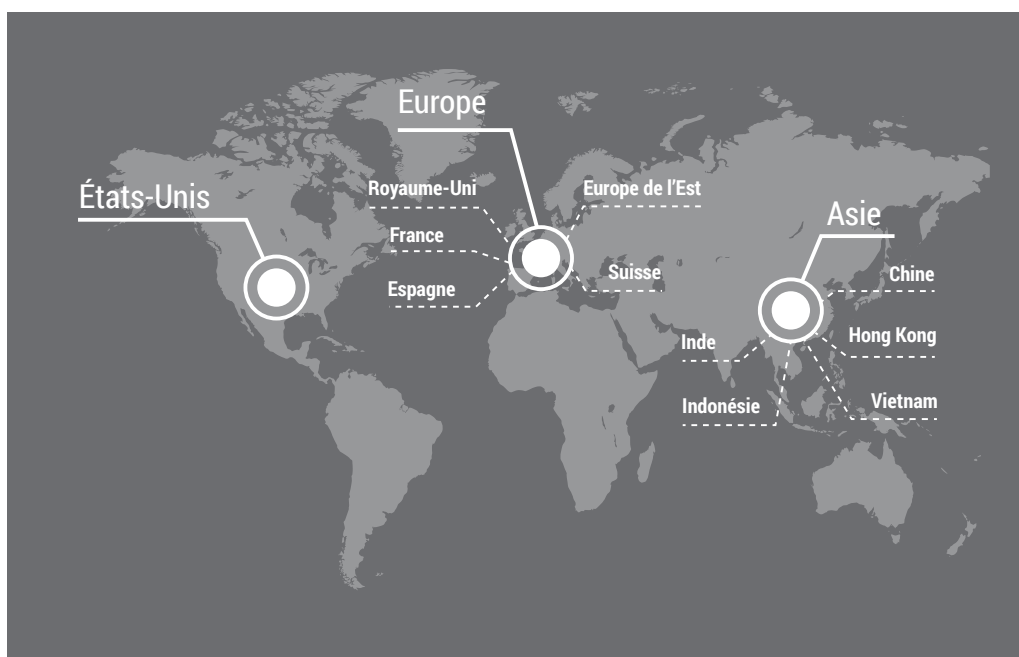 Europe
États-Unis
Royaume-Uni
Europe de l’Est
France
Espagne
Suisse
Asie
Chine
Inde
Hong Kong
Indonésie
Vietnam